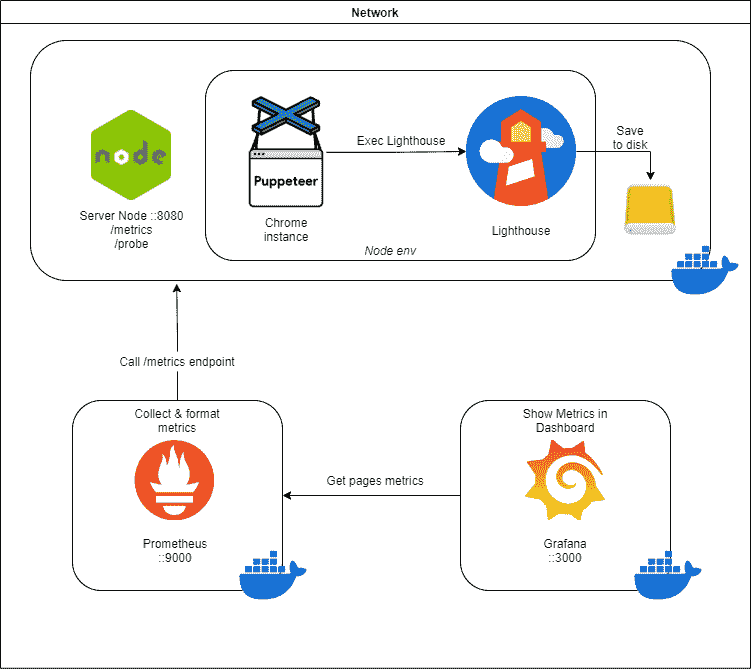 Network
node
Server Node ::8080
/metrics
/probe
Puppeteer
Chrome
instance
Exec Lighthouse
Lighthouse
Node env
Save
to disk
Call /metrics endpoint
Collect & format
metrics
Prometheus
::9000
Get pages metrics
Show Metrics in
Dashboard
Grafana
::3000